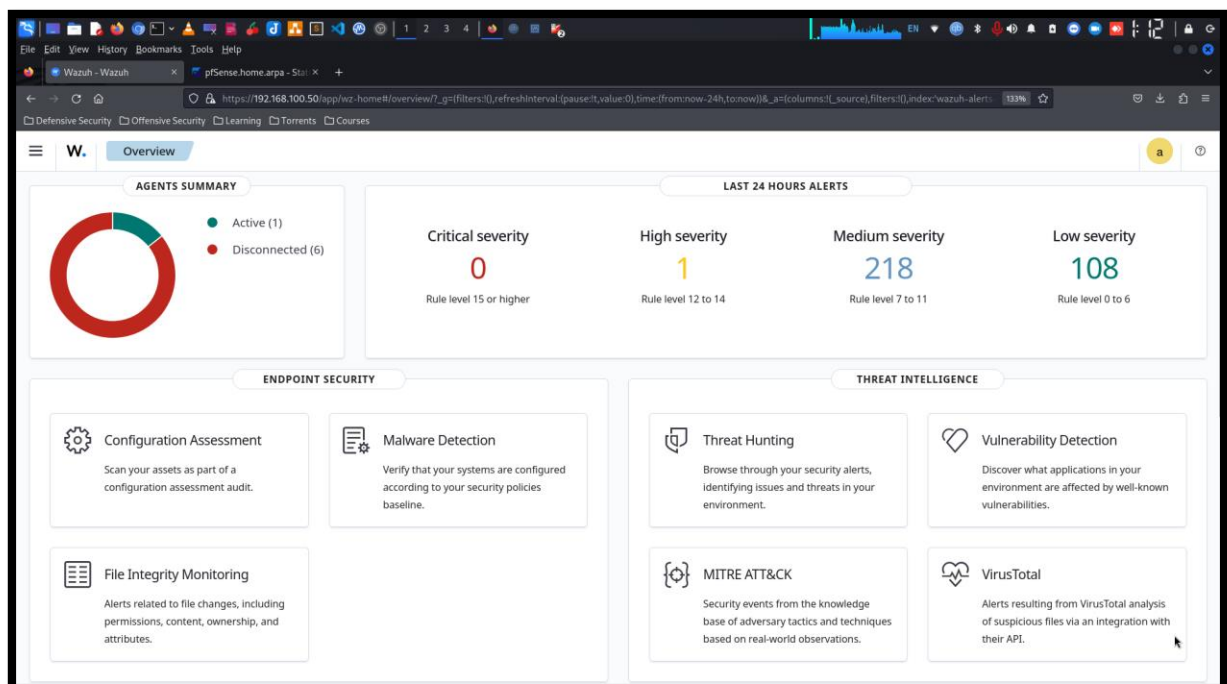 1 2 3 4
EN
1: 12
File Edit View History Bookmarks Tools Help
Wazuh - Wazuh
pfSense.home.arpa - Stat
https://192.168.100.50/app/wz-home#/overview/?_g=(filters:!(),refreshInterval:(pause:!t,value:0),time:(from:now-24h,to:now))&_a=(columns:!(_source),filters:!(),index:'wazuh-alerts
133%
Defensive Security Offensive Security Learning Torrents Courses
W.
Overview
a
AGENTS SUMMARY
Active (1)
Disconnected (6)
LAST 24 HOURS ALERTS
Critical severity
0
Rule level 15 or higher
High severity
1
Rule level 12 to 14
Medium severity
218
Rule level 7 to 11
Low severity
108
Rule level 0 to 6
ENDPOINT SECURITY
Configuration Assessment
Scan your assets as part of a
configuration assessment audit.
Malware Detection
Verify that your systems are configured
according to your security policies
baseline.
File Integrity Monitoring
Alerts related to file changes, including
permissions, content, ownership, and
attributes.
THREAT INTELLIGENCE
Threat Hunting
Browse through your security alerts,
identifying issues and threats in your
environment.
Vulnerability Detection
Discover what applications in your
environment are affected by well-known
vulnerabilities.
MITRE ATT&CK
Security events from the knowledge
base of adversary tactics and techniques
based on real-world observations.
VirusTotal
Alerts resulting from VirusTotal analysis
of suspicious files via an integration with
their API.